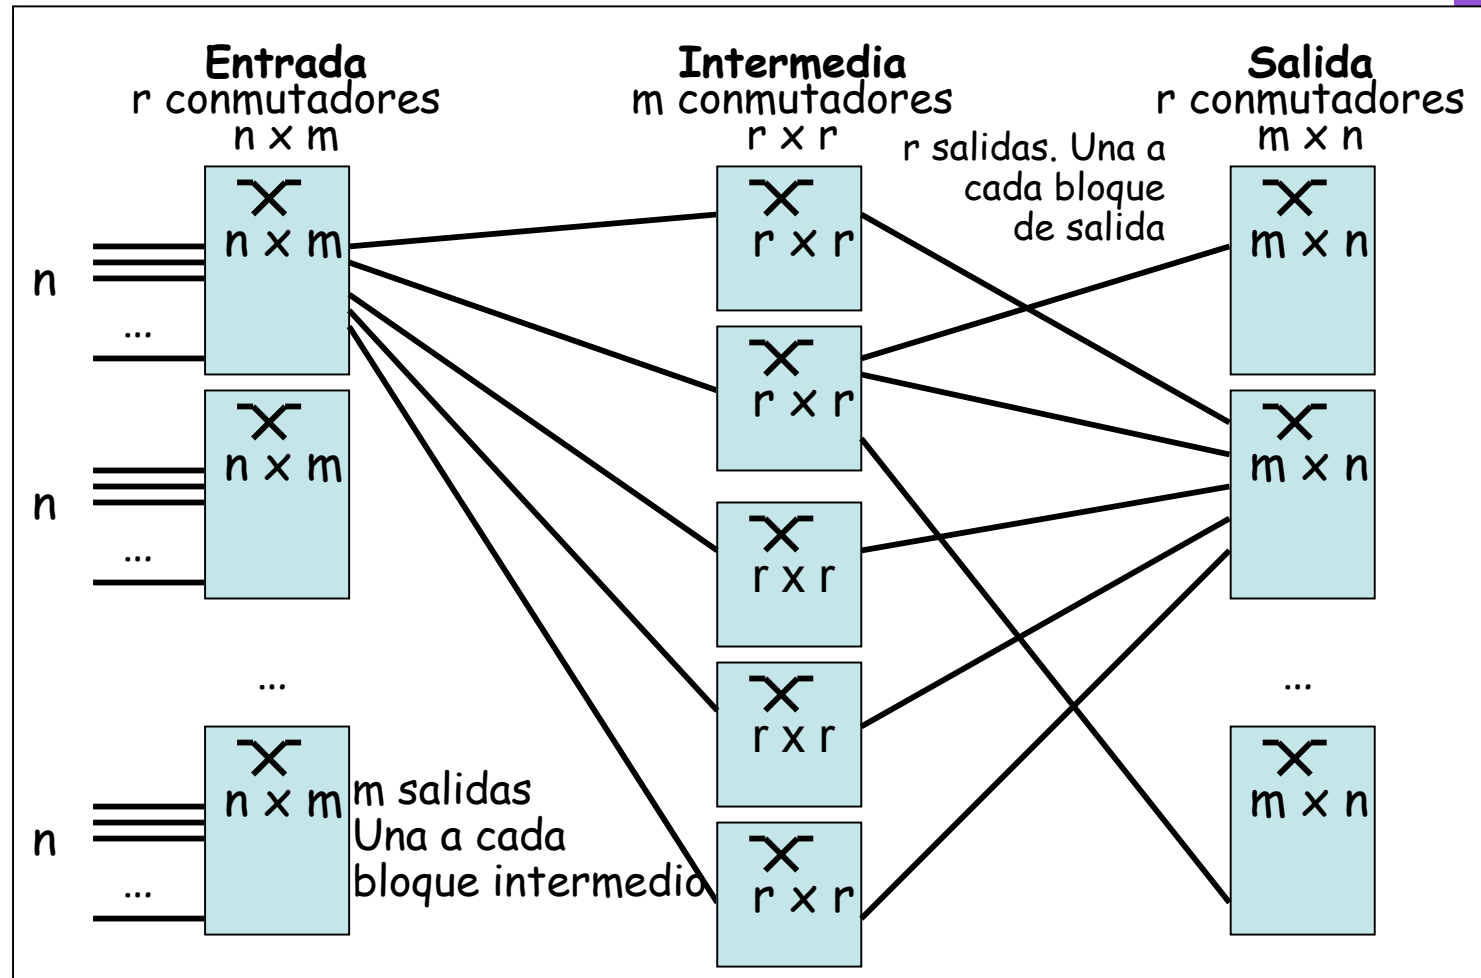 Entrada
r conmutadores
n x m
Intermedia
m conmutadores
r x r
Salida
r conmutadores
m x n
r salidas. Una a
cada bloque
de salida
n
...
n x m
n
...
n x m
...
n
...
n x m
m salidas
Una a cada
bloque intermedio
r x r
r x r
r x r
r x r
r x r
m x n
m x n
...
m x n